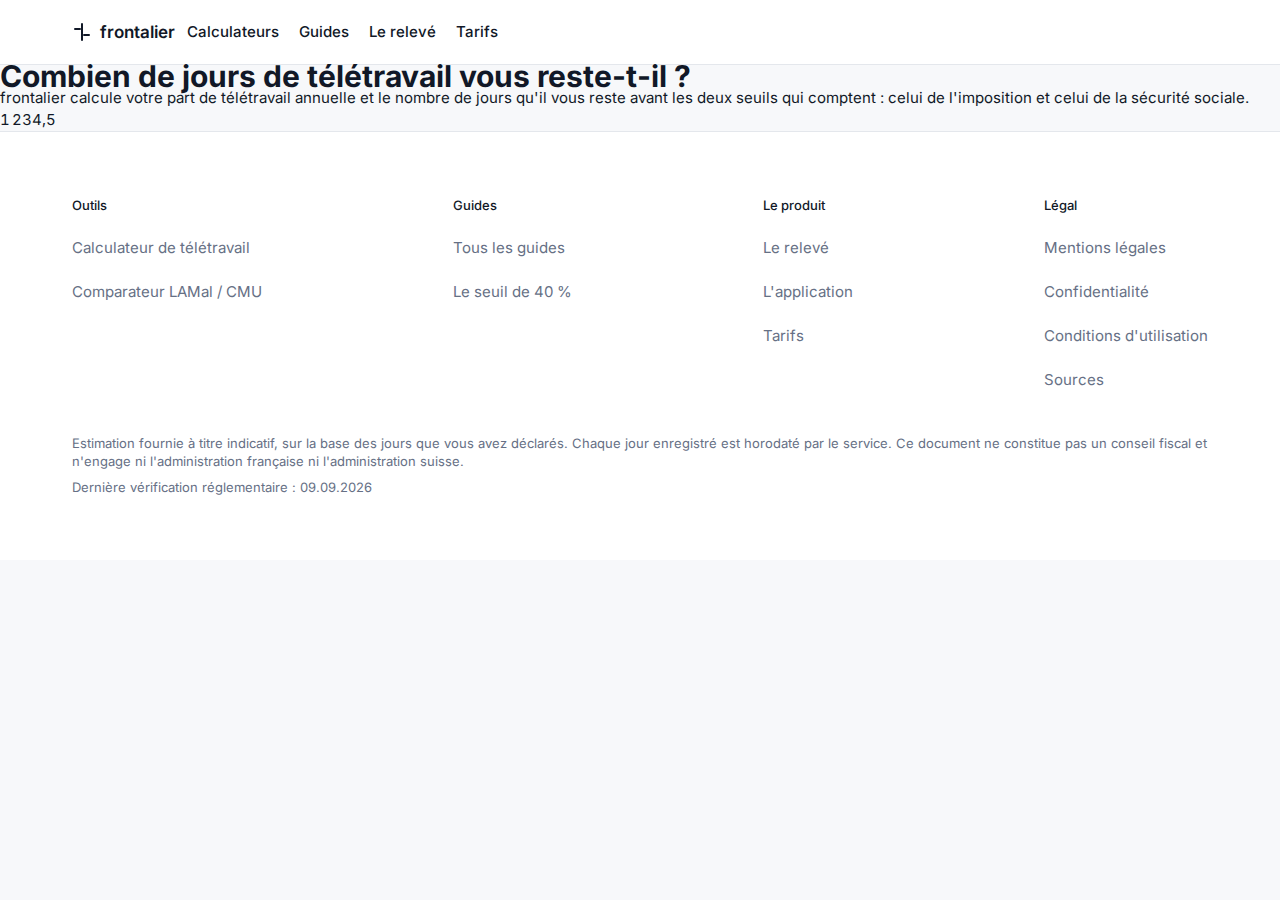 frontalier Calculateurs Guides Le relevé Tarifs
Combien de jours de télétravail vous reste-t-il ?
frontalier calcule votre part de télétravail annuelle et le nombre de jours qu'il vous reste avant les deux seuils qui comptent : celui de l'imposition et celui de la sécurité sociale.
1 234,5
Outils
Calculateur de télétravail
Comparateur LAMal / CMU
Guides
Tous les guides
Le seuil de 40 %
Le produit
Le relevé
L'application
Tarifs
Légal
Mentions légales
Confidentialité
Conditions d'utilisation
Sources
Estimation fournie à titre indicatif, sur la base des jours que vous avez déclarés. Chaque jour enregistré est horodaté par le service. Ce document ne constitue pas un conseil fiscal et
n'engage ni l'administration française ni l'administration suisse.
Dernière vérification réglementaire : 09.09.2026